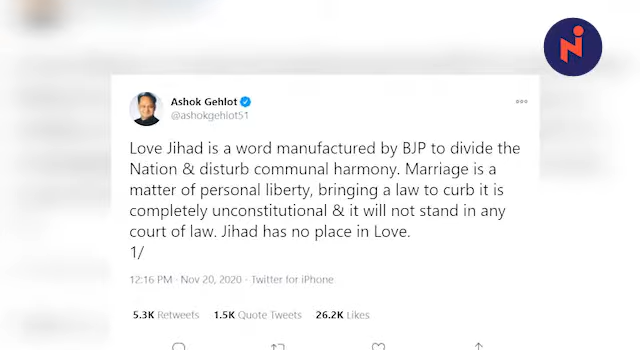 Ashok Gehlot
@ashokgehlot51
Love Jihad is a word manufactured by BJP to divide the
Nation & disturb communal harmony. Marriage is a
matter of personal liberty, bringing a law to curb it is
completely unconstitutional & it will not stand in any
court of law. Jihad has no place in Love.
1/
12:16 PM · Nov 20, 2020 · Twitter for iPhone
5.3K Retweets 1.5K Quote Tweets 26.2K Likes